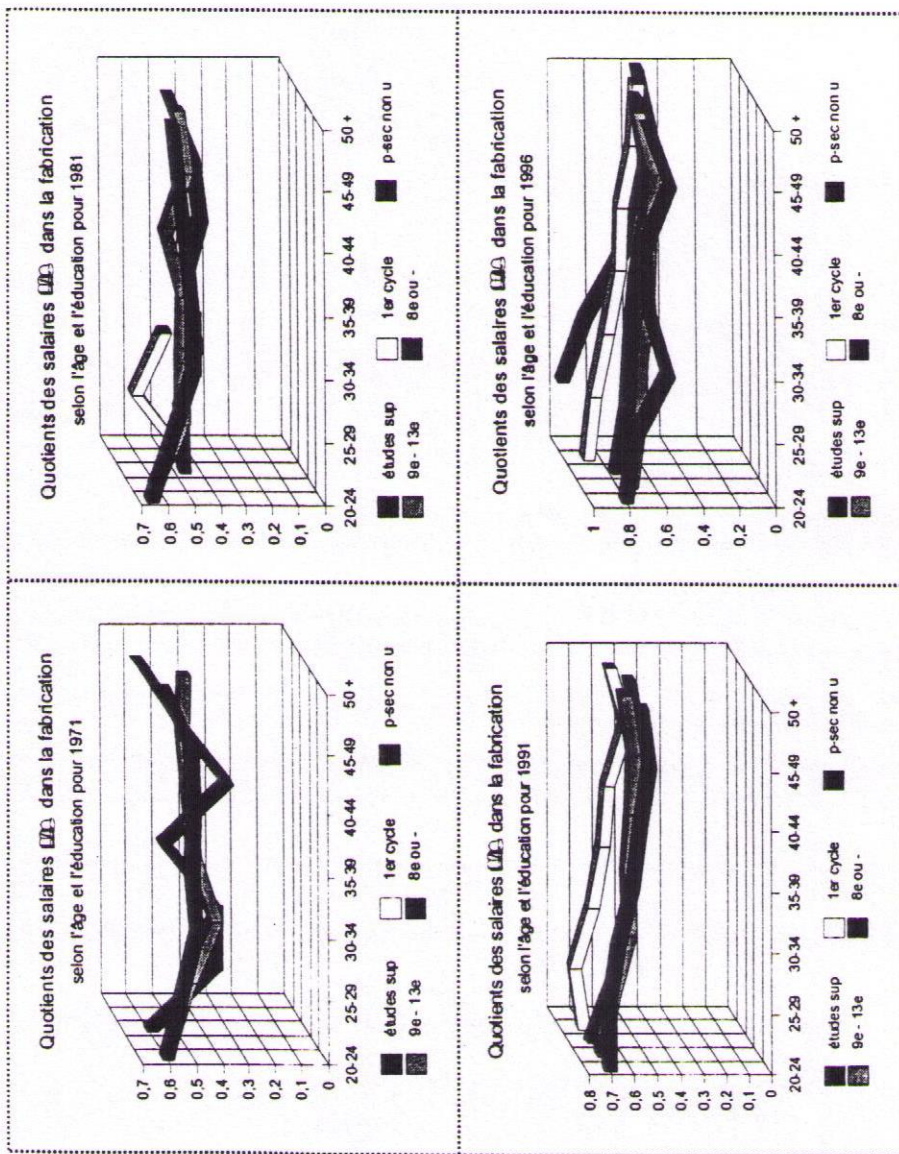 Quotients des salaires dans la fabrication
selon l'âge et l'éducation pour 1971
0,7
0,6
0,5
0,4
0,3
0,2
0,1
0
20-24 25-29 30-34 35-39 40-44 45-49 50 +
études sup 1er cycle p-sec non u
9e - 13e 8e ou -
Quotients des salaires dans la fabrication
selon l'âge et l'éducation pour 1981
0,7
0,6
0,5
0,4
0,3
0,2
0,1
0
20-24 25-29 30-34 35-39 40-44 45-49 50 +
études sup 1er cycle p-sec non u
9e - 13e 8e ou -
Quotients des salaires dans la fabrication
selon l'âge et l'éducation pour 1991
0,8
0,7
0,6
0,5
0,4
0,3
0,2
0,1
0
20-24 25-29 30-34 35-39 40-44 45-49 50 +
études sup 1er cycle p-sec non u
9e - 13e 8e ou -
Quotients des salaires dans la fabrication
selon l'âge et l'éducation pour 1996
1
0,8
0,6
0,4
0,2
0
20-24 25-29 30-34 35-39 40-44 45-49 50 +
études sup 1er cycle p-sec non u
9e - 13e 8e ou -